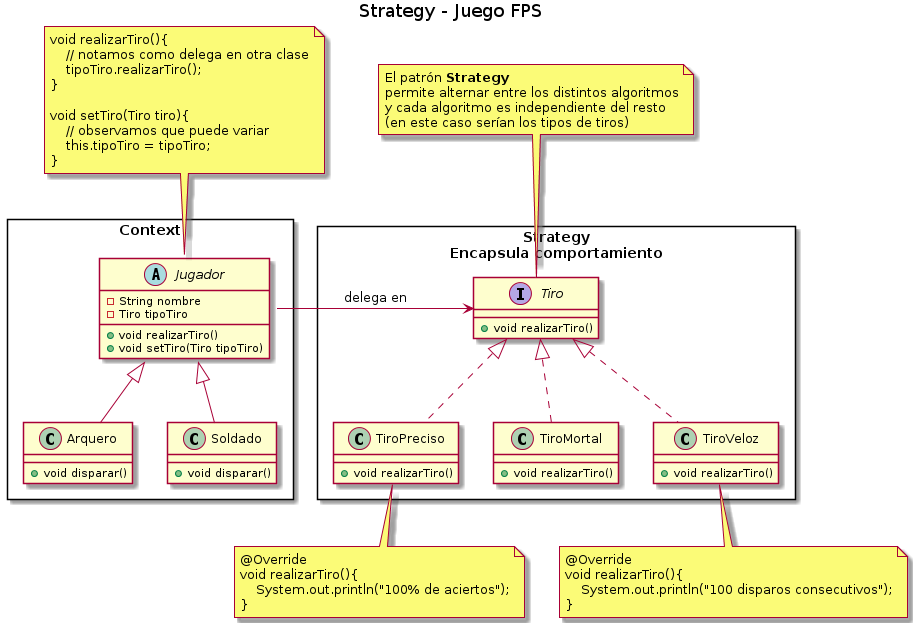 Strategy - Juego FPS
void realizarTiro(){
    // notamos como delega en otra clase
    tipoTiro.realizarTiro();
}

void setTiro(Tiro tiro){
    // observamos que puede variar
    this.tipoTiro = tipoTiro;
}
El patrón Strategy
permite alternar entre los distintos algoritmos
y cada algoritmo es independiente del resto
(en este caso serían los tipos de tiros)
Context
A Jugador
String nombre
Tiro tipoTiro
void realizarTiro()
void setTiro(Tiro tipoTiro)
delega en
Strategy
Encapsula comportamiento
I Tiro
void realizarTiro()
C Arquero
void disparar()
C Soldado
void disparar()
C TiroPreciso
void realizarTiro()
C TiroMortal
void realizarTiro()
C TiroVeloz
void realizarTiro()
@Override
void realizarTiro(){
    System.out.println("100% de aciertos");
}
@Override
void realizarTiro(){
    System.out.println("100 disparos consecutivos");
}